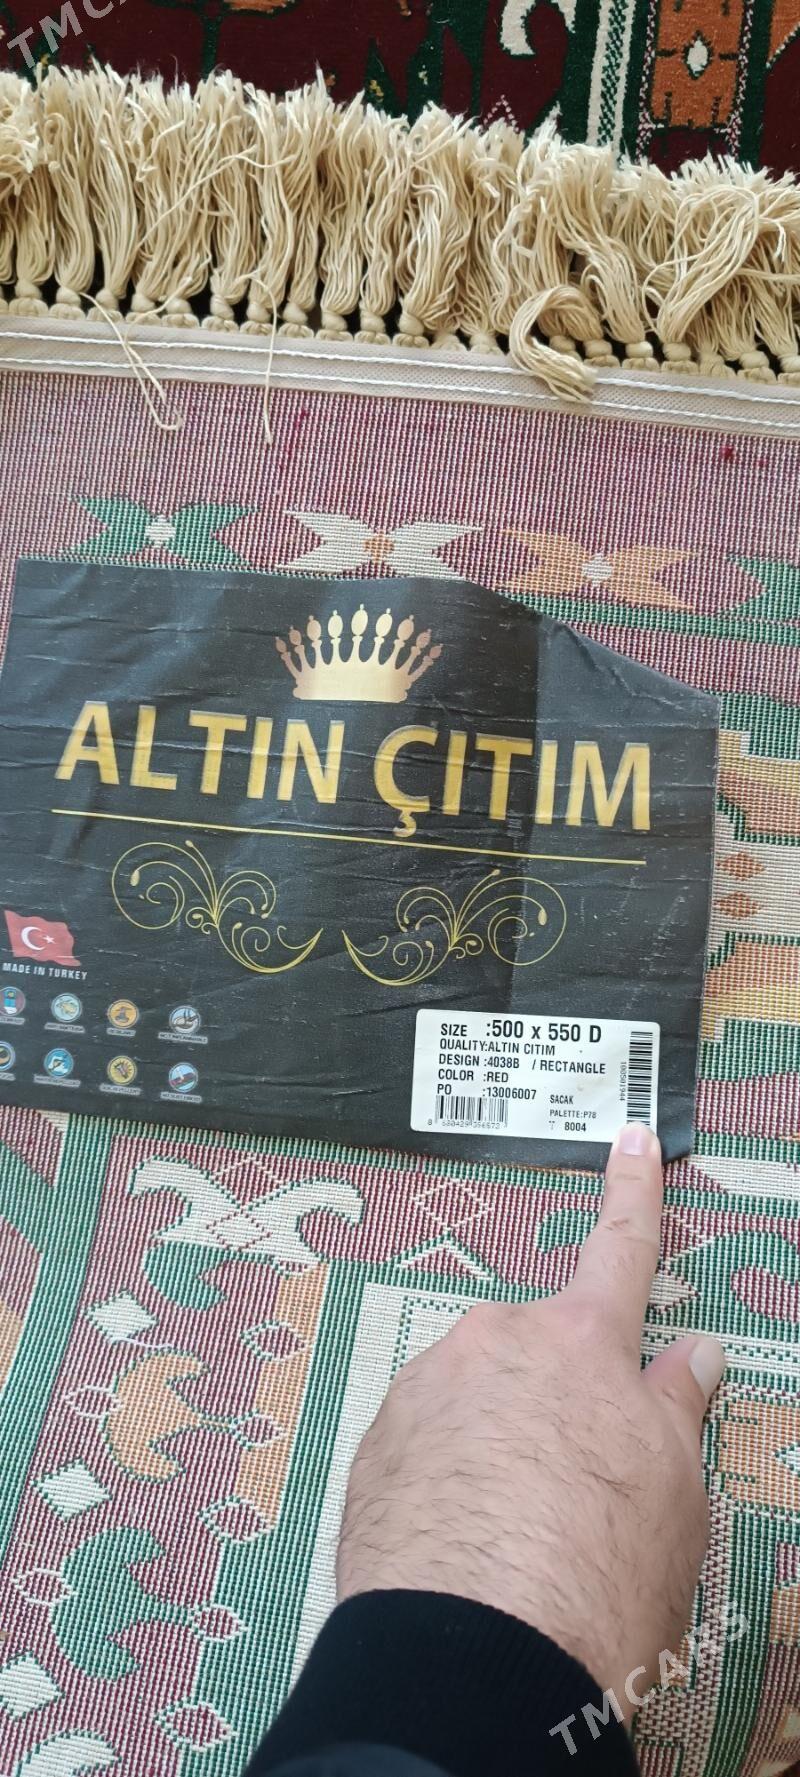 ALTIN ÇITIM
MADE IN TURKEY
SIZE :500 x 550 D
QUALITY:ALTIN CITIM
DESIGN :4038B / RECTANGLE
COLOR :RED
PO :13006007
SACAK
PALETTE:P78
T 8004
100501944
TMCARS